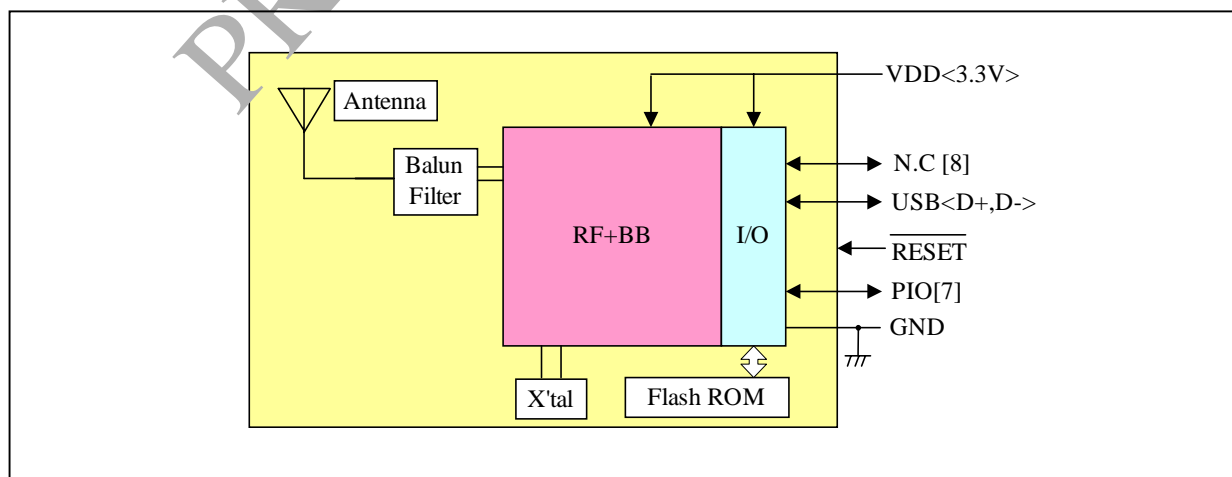 VDD<3.3V>
Antenna
Balun
Filter
N.C [8]
USB<D+,D->
RF+BB
I/O
RESET
PIO[7]
GND
X'tal
Flash ROM